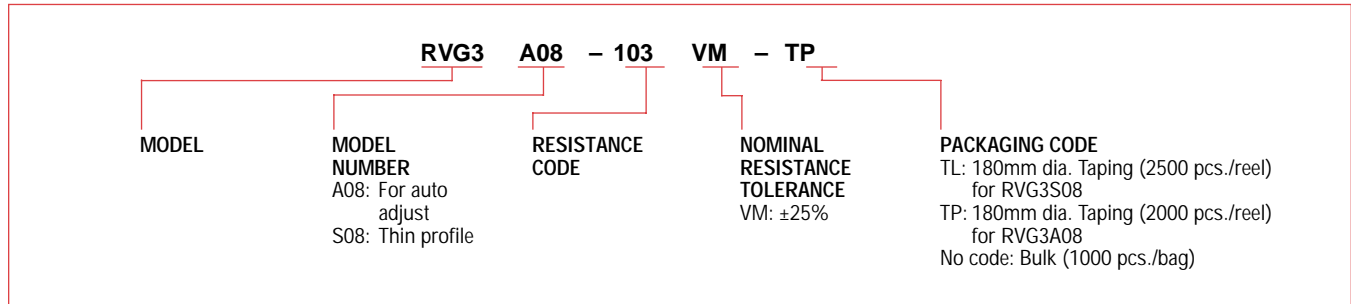 RVG3 A08 – 103 VM – TP
MODEL
MODEL
NUMBER
A08: For auto
adjust
S08: Thin profile
RESISTANCE
CODE
NOMINAL
RESISTANCE
TOLERANCE
VM: ±25%
PACKAGING CODE
TL: 180mm dia. Taping (2500 pcs./reel)
for RVG3S08
TP: 180mm dia. Taping (2000 pcs./reel)
for RVG3A08
No code: Bulk (1000 pcs./bag)